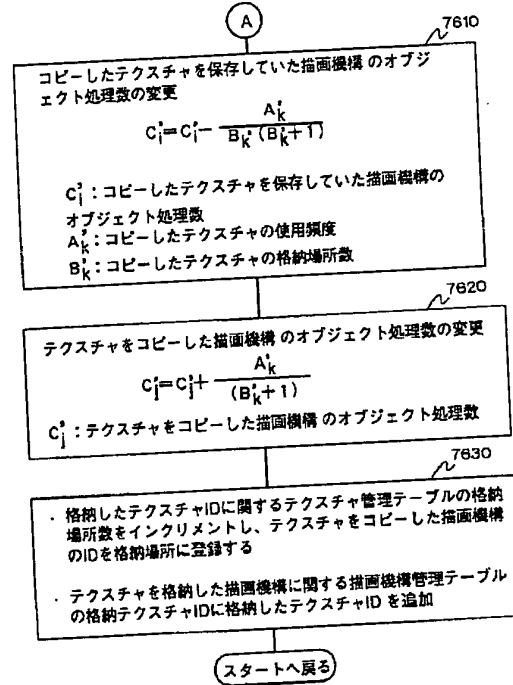 A
7610
コピーしたテクスチャを保存していた描画機構のオブジ
ェクト処理数の変更
C'i=C'i- A'k / B'k (B'k+1)
C'i:コピーしたテクスチャを保存していた描画機構の
オブジェクト処理数
A'k:コピーしたテクスチャの使用頻度
B'k:コピーしたテクスチャの格納場所数
7620
テクスチャをコピーした描画機構のオブジェクト処理数の変更
C'j=C'j+ A'k / (B'k+1)
C'j:テクスチャをコピーした描画機構のオブジェクト処理数
7630
・格納したテクスチャIDに関するテクスチャ管理テーブルの格納
場所数をインクリメントし、テクスチャをコピーした描画機構
のIDを格納場所に登録する
・テクスチャを格納した描画機構に関する描画機構管理テーブル
の格納テクスチャIDに格納したテクスチャIDを追加
スタートへ戻る